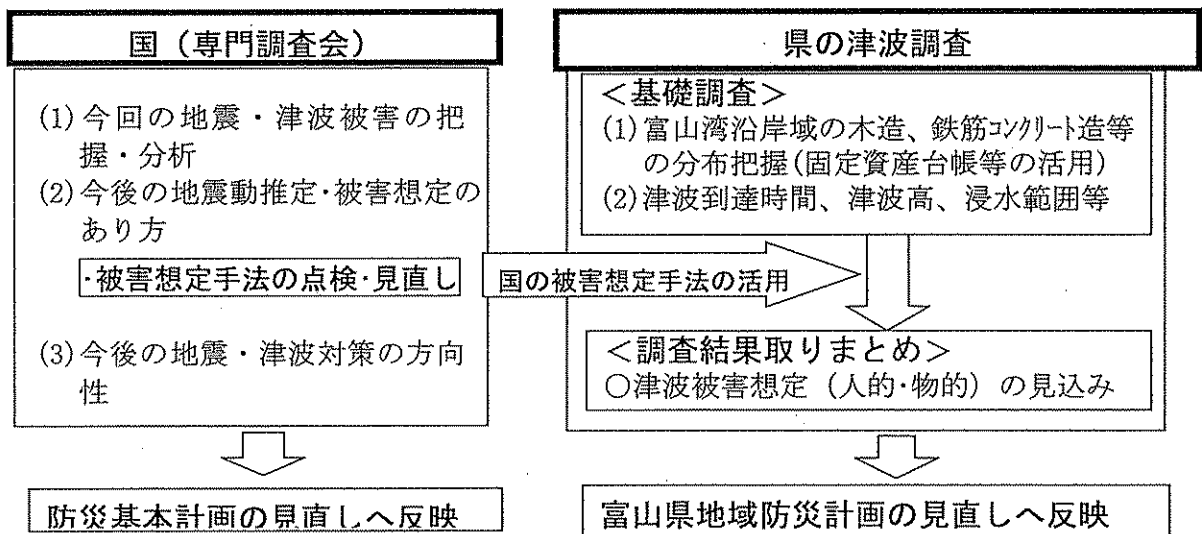 国（専門調査会）
(1)今回の地震・津波被害の把
握・分析
(2)今後の地震動推定･被害想定の
あり方
･被害想定手法の点検･見直し
(3)今後の地震・津波対策の方向
性
防災基本計画の見直しへ反映
国の被害想定手法の活用
県の津波調査
＜基礎調査＞
(1)富山湾沿岸域の木造、鉄筋ｺﾝｸﾘｰﾄ造等
の分布把握(固定資産台帳等の活用)
(2)津波到達時間、津波高、浸水範囲等
＜調査結果取りまとめ＞
○津波被害想定（人的･物的）の見込み
富山県地域防災計画の見直しへ反映